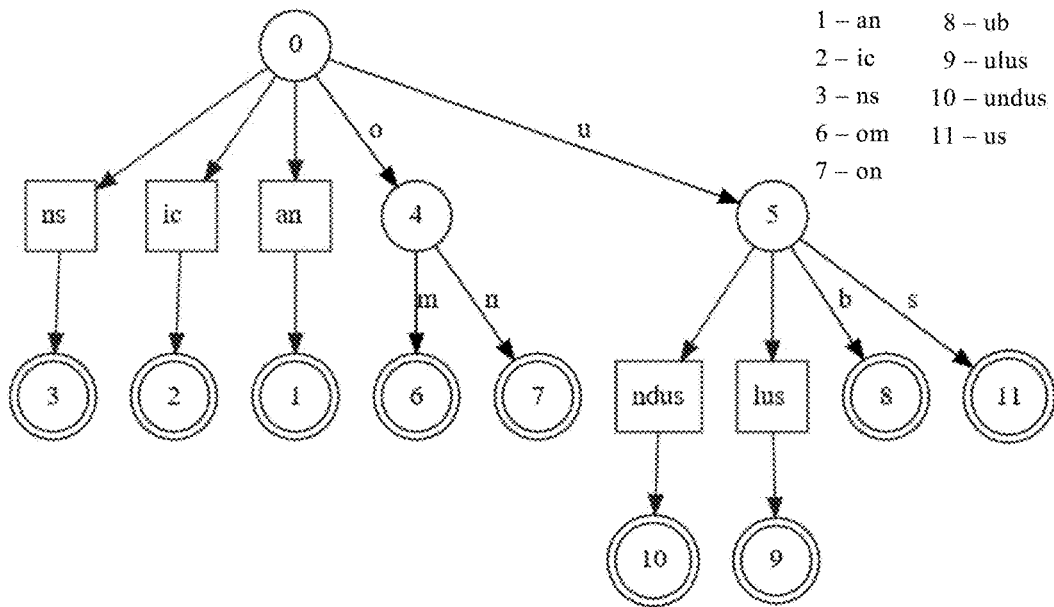 0
1 – an
8 – ub
2 – ic
9 – ulus
3 – ns
10 – undus
6 – om
11 – us
7 – on
o
u
ns
ic
an
4
5
m
n
b
s
3
2
1
6
7
ndus
lus
8
11
10
9